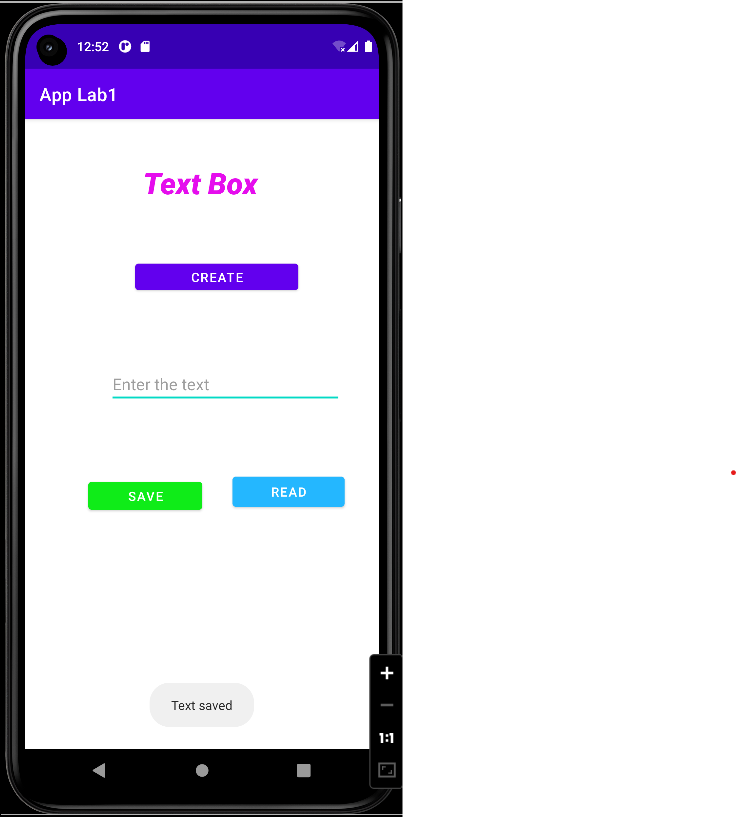 12:52
App Lab1
Text Box
CREATE
Enter the text
SAVE
READ
Text saved
1:1